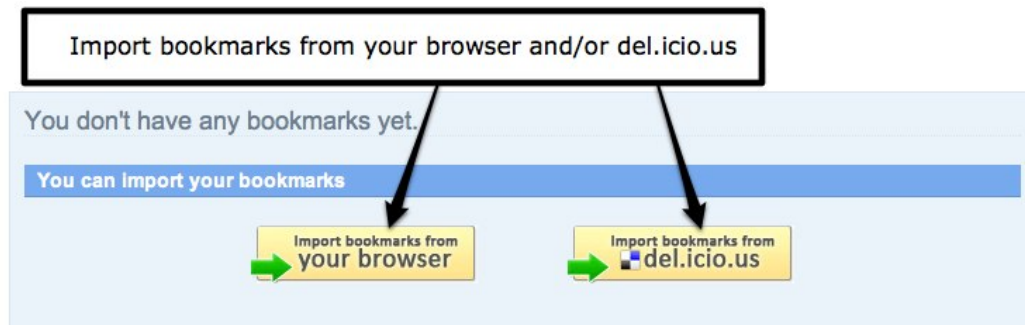 Import bookmarks from your browser and/or del.icio.us
You don't have any bookmarks yet.
You can import your bookmarks
Import bookmarks from
your browser
Import bookmarks from
del.icio.us